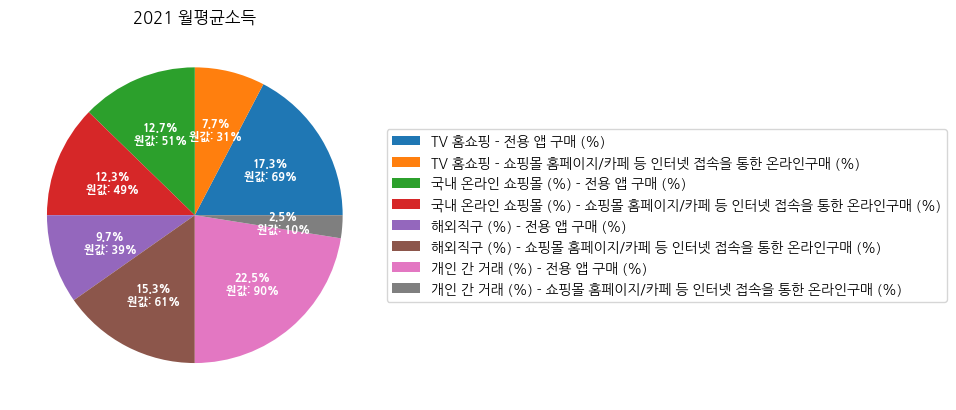 2021 월평균소득
12.7%
원값: 51%
7.7%
원값: 31%
17.3%
원값: 69%
12.3%
원값: 49%
2.5%
원값: 10%
9.7%
원값: 39%
15.3%
원값: 61%
22.5%
원값: 90%
TV 홈쇼핑 - 전용 앱 구매 (%)
TV 홈쇼핑 - 쇼핑몰 홈페이지/카페 등 인터넷 접속을 통한 온라인구매 (%)
국내 온라인 쇼핑몰 (%) - 전용 앱 구매 (%)
국내 온라인 쇼핑몰 (%) - 쇼핑몰 홈페이지/카페 등 인터넷 접속을 통한 온라인구매 (%)
해외직구 (%) - 전용 앱 구매 (%)
해외직구 (%) - 쇼핑몰 홈페이지/카페 등 인터넷 접속을 통한 온라인구매 (%)
개인 간 거래 (%) - 전용 앱 구매 (%)
개인 간 거래 (%) - 쇼핑몰 홈페이지/카페 등 인터넷 접속을 통한 온라인구매 (%)